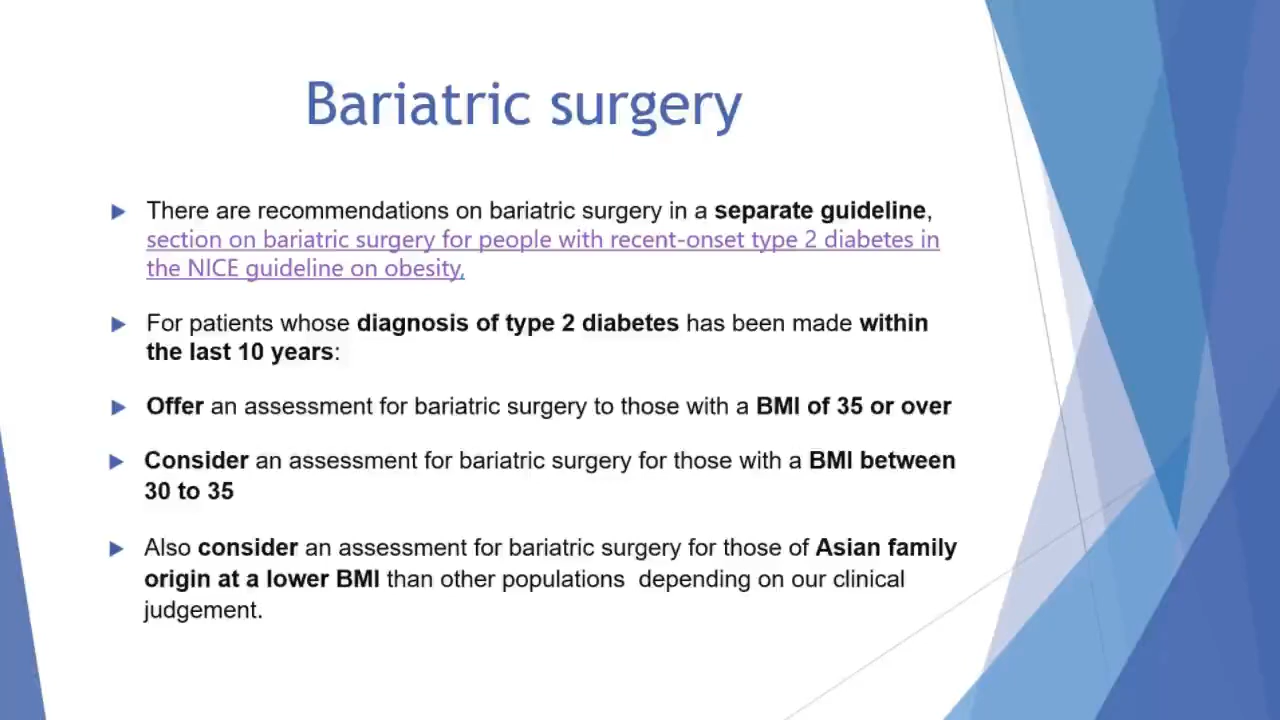 Bariatric surgery
There are recommendations on bariatric surgery in a separate guideline,
section on bariatric surgery for people with recent-onset type 2 diabetes in
the NICE guideline on obesity,
For patients whose diagnosis of type 2 diabetes has been made within
the last 10 years:
Offer an assessment for bariatric surgery to those with a BMI of 35 or over
Consider an assessment for bariatric surgery for those with a BMI between
30 to 35
Also consider an assessment for bariatric surgery for those of Asian family
origin at a lower BMI than other populations  depending on our clinical
judgement.